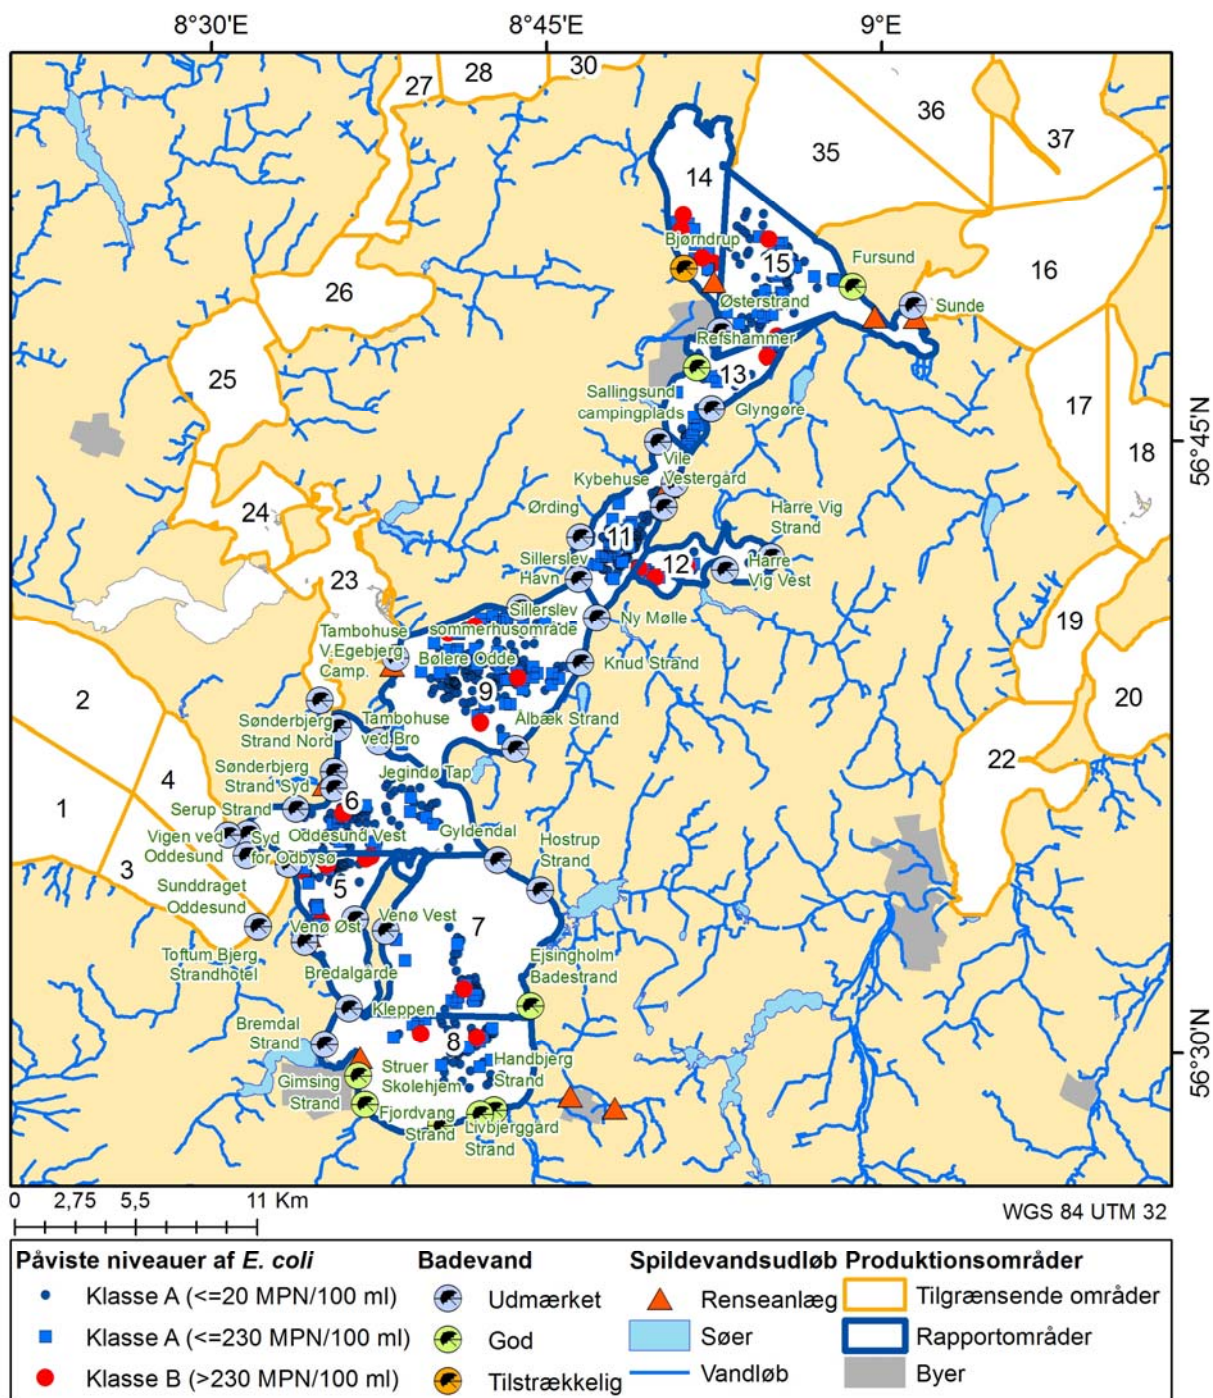 8°30'E
8°45'E
9°E
27
28
30
36
37
35
14
Bjørndrup
15
Fursund
16
26
Østerstrand
Sunde
Refshammer
25
13
Sallingsund
campingplads
Glyngøre
17
56°45'N
18
Vile
Kybehuse
Vestergård
24
Ørding
Harre Vig
Strand
11
Sillerslev
Havn
12
Harre
Vig Vest
23
Sillerslev
sommerhusområde
Ny Mølle
19
Tambohuse
V.Egebjerg
Camp.
Bølere Odde
Knud Strand
2
9
20
Sønderbjerg
Strand Nord
Tambohuse
ved Bro
Ålbæk Strand
22
4
Sønderbjerg
Strand Syd
Jegindø Tap
1
6
Serup Strand
Oddesund Vest
Gyldendal
Vigen ved
Oddesund
Syd
for Odbysø
Hostrup
Strand
3
5
Sunddraget
Oddesund
Venø Øst
Venø Vest
7
Toftum Bjerg
Strandhotel
Bredalgårde
Ejsingholm
Badestrand
Kleppen
Bremdal
Strand
8
56°30'N
Struer
Skolehjem
Handbjerg
Strand
Gimsing
Strand
Fjordvang
Strand
Livbjerggård
Strand
0 2,75 5,5 11 Km
WGS 84 UTM 32
Påviste niveauer af E. coli
Klasse A (<=20 MPN/100 ml)
Klasse A (<=230 MPN/100 ml)
Klasse B (>230 MPN/100 ml)
Badevand
Udmærket
God
Tilstrækkelig
Spildevandsudløb
Renseanlæg
Søer
Vandløb
Produktionsområder
Tilgrænsende områder
Rapportområder
Byer